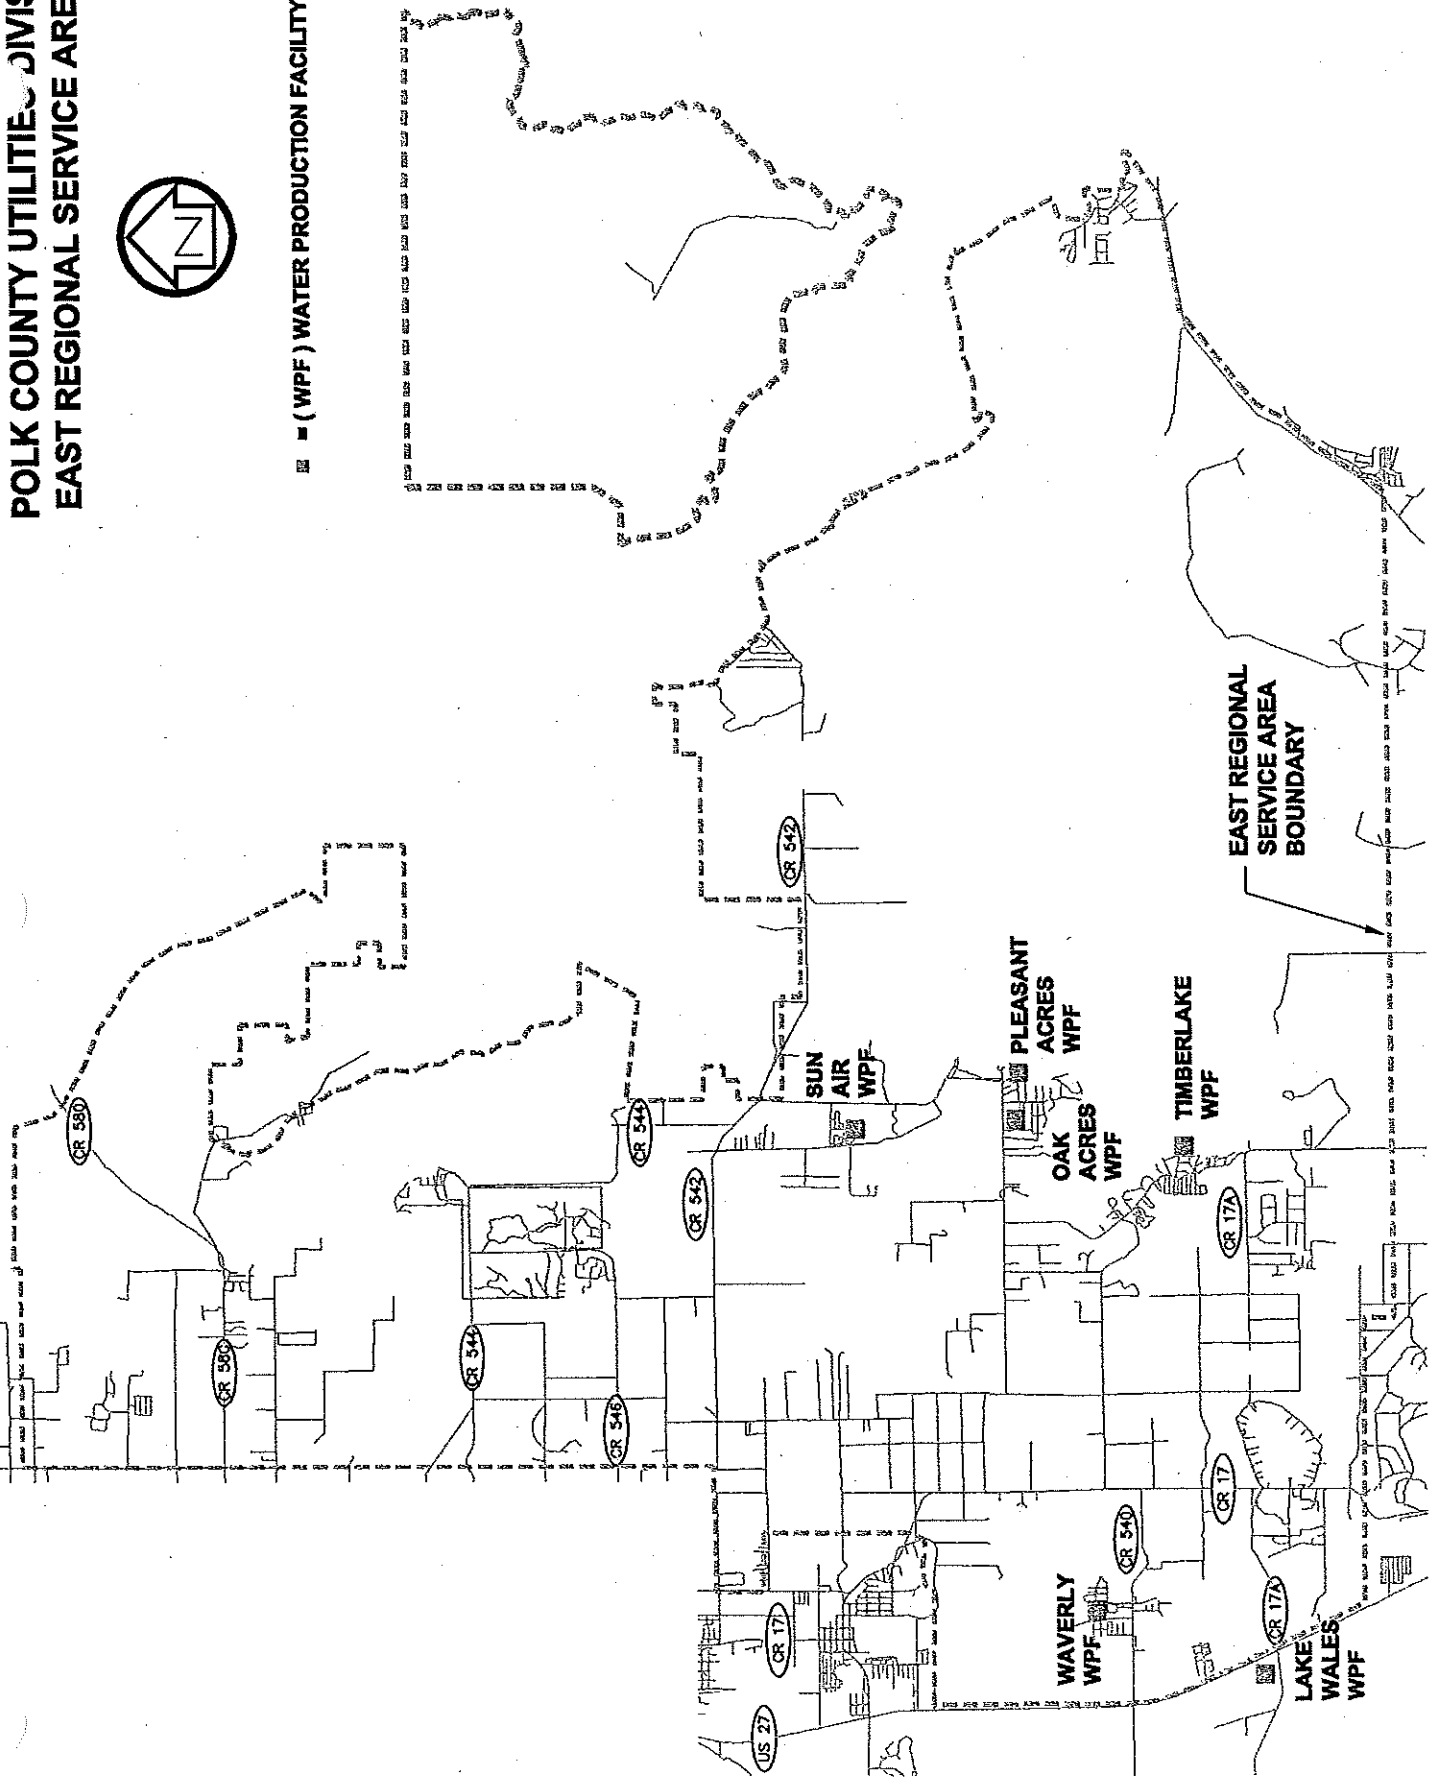 POLK COUNTY UTILITIES DIVIS
EAST REGIONAL SERVICE ARE
N
= ( WPF ) WATER PRODUCTION FACILITY
CR 580
CR 580
CR 544
CR 544
CR 546
CR 542
CR 542
SUN
AIR
WPF
PLEASANT
ACRES
WPF
OAK
ACRES
WPF
TIMBERLAKE
WPF
EAST REGIONAL
SERVICE AREA
BOUNDARY
CR 17A
CR 17
CR 540
CR 17
US 27
WAVERLY
WPF
CR 17A
LAKE
WALES
WPF